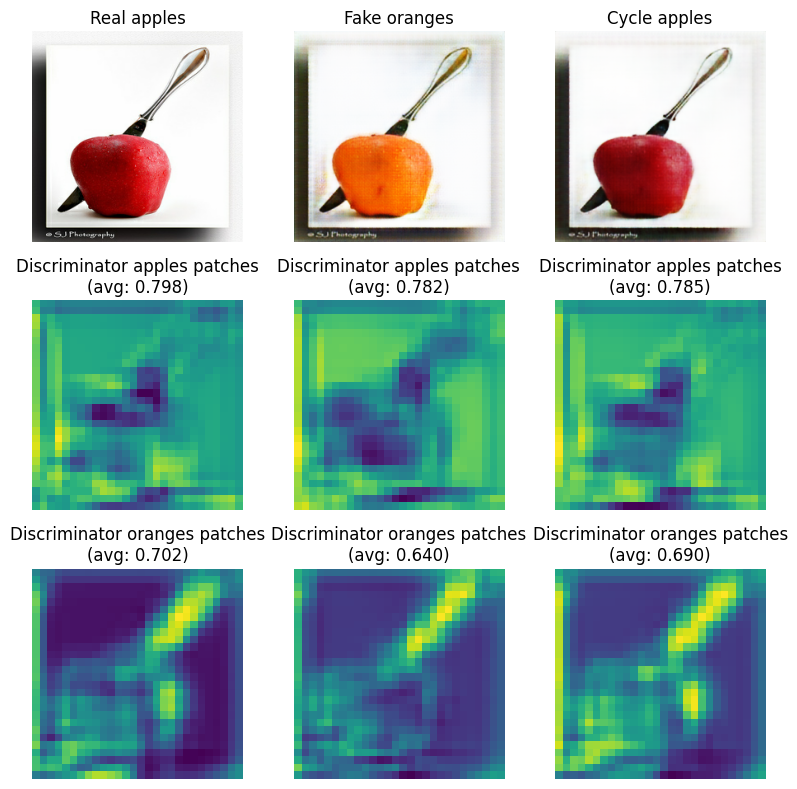 Real apples
Fake oranges
Cycle apples
© SJ Photography
© SJ Photography
© SJ Photography
Discriminator apples patches
(avg: 0.798)
Discriminator apples patches
(avg: 0.782)
Discriminator apples patches
(avg: 0.785)
Discriminator oranges patches
(avg: 0.702)
Discriminator oranges patches
(avg: 0.640)
Discriminator oranges patches
(avg: 0.690)